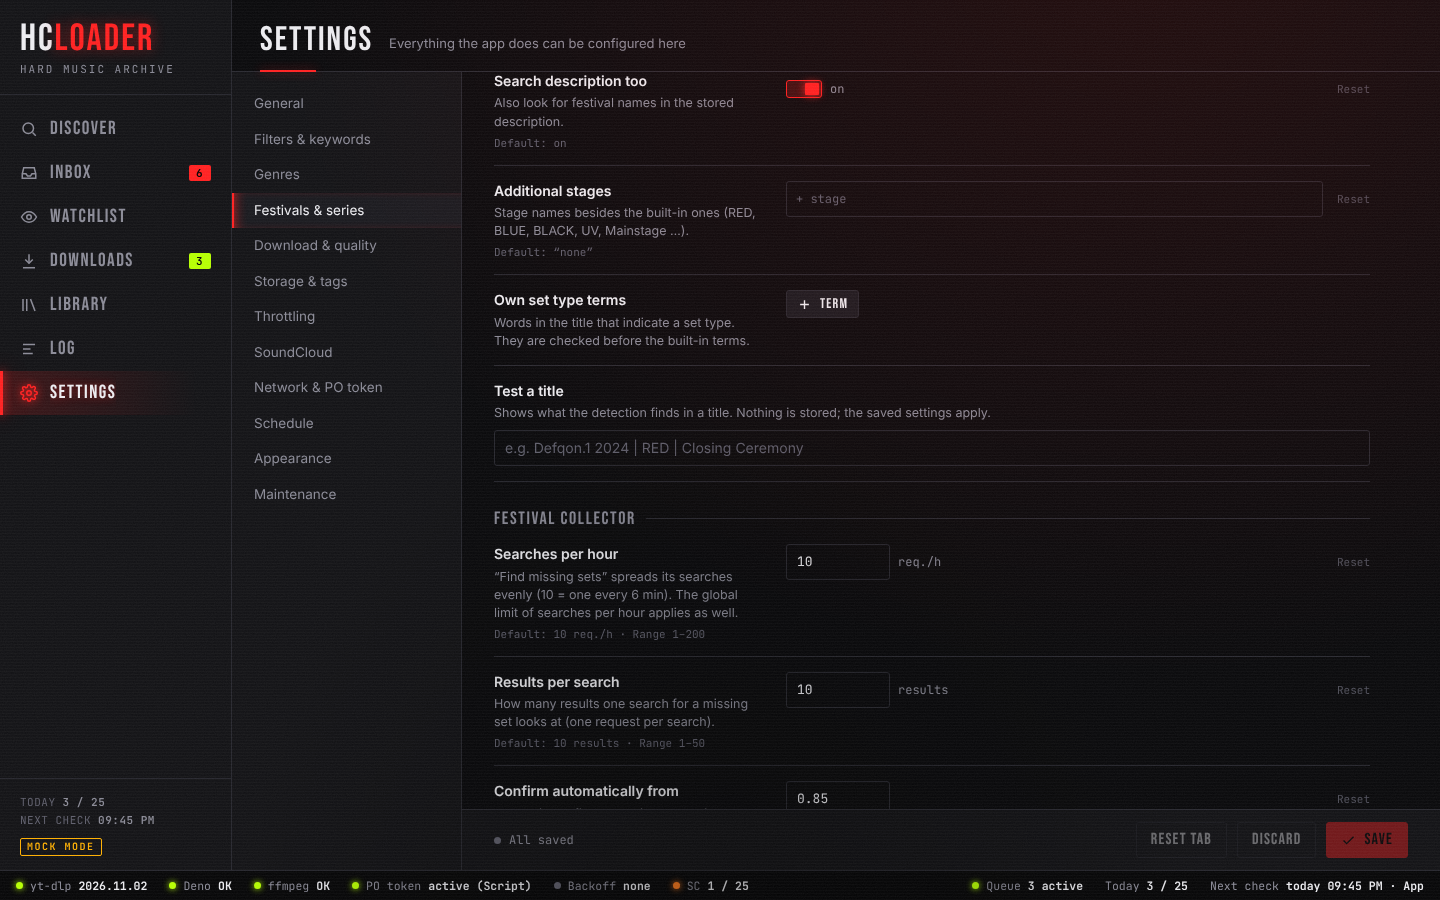 HCLOADER
HARD MUSIC ARCHIVE
DISCOVER
INBOX 6
WATCHLIST
DOWNLOADS 3
LIBRARY
LOG
SETTINGS
TODAY 3 / 25
NEXT CHECK 09:45 PM
MOCK MODE
SETTINGS Everything the app does can be configured here
General
Filters & keywords
Genres
Festivals & series
Download & quality
Storage & tags
Throttling
SoundCloud
Network & PO token
Schedule
Appearance
Maintenance
Search description too on Reset
Also look for festival names in the stored
description.
Default: on
Additional stages + stage Reset
Stage names besides the built-in ones (RED,
BLUE, BLACK, UV, Mainstage …).
Default: “none”
Own set type terms + TERM
Words in the title that indicate a set type.
They are checked before the built-in terms.
Test a title
Shows what the detection finds in a title. Nothing is stored; the saved settings apply.
e.g. Defqon.1 2024 | RED | Closing Ceremony
FESTIVAL COLLECTOR
Searches per hour 10 req./h Reset
“Find missing sets” spreads its searches
evenly (10 = one every 6 min). The global
limit of searches per hour applies as well.
Default: 10 req./h · Range 1–200
Results per search 10 results Reset
How many results one search for a missing
set looks at (one request per search).
Default: 10 results · Range 1–50
Confirm automatically from 0.85 Reset
All saved RESET TAB DISCARD SAVE
yt-dlp 2026.11.02 Deno OK ffmpeg OK PO token active (Script) Backoff none SC 1 / 25 Queue 3 active Today 3 / 25 Next check today 09:45 PM · App